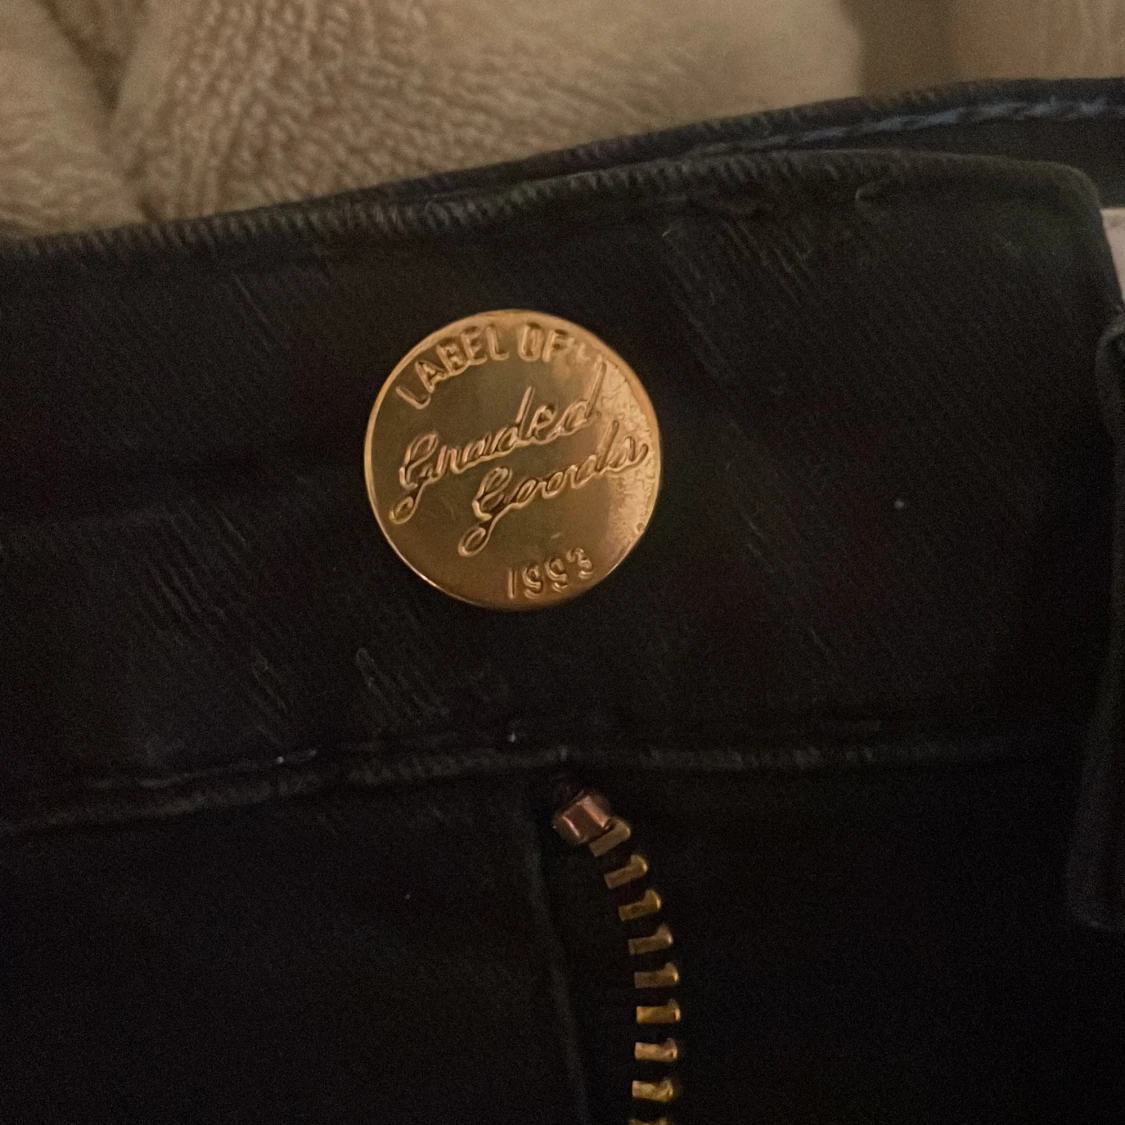 LABEL OF
Graded
Goods
1993